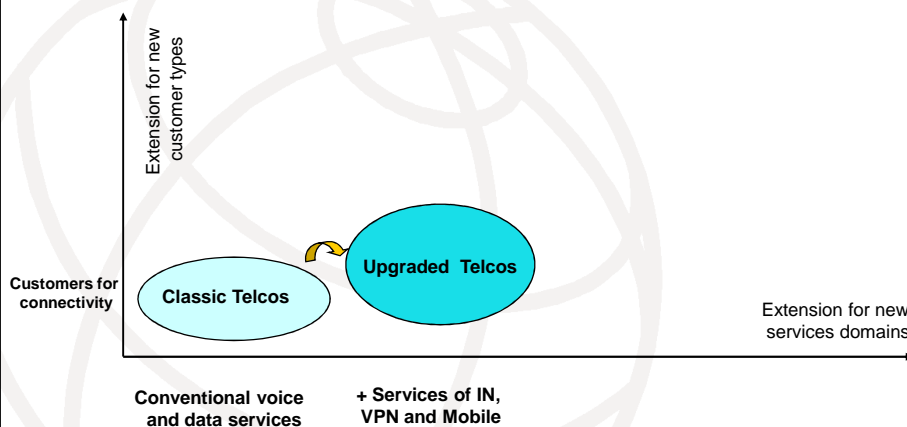 Extension for new
customer types
Customers for
connectivity
Classic Telcos
Upgraded Telcos
Extension for new
services domains
Conventional voice
and data services
+ Services of IN,
VPN and Mobile